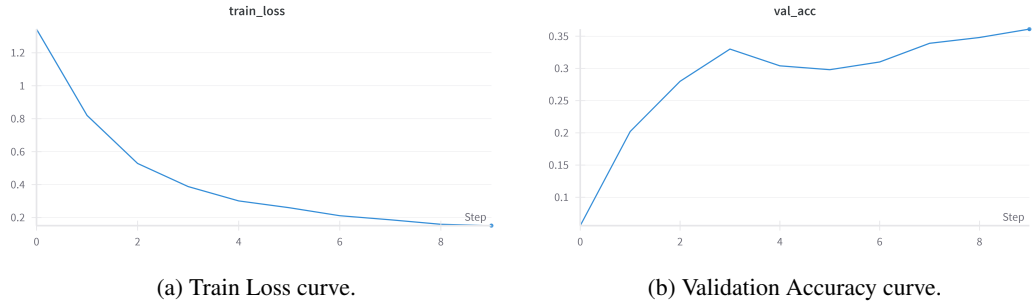 train_loss
1.2
1
0.8
0.6
0.4
0.2
Step
0 2 4 6 8
(a) Train Loss curve.
val_acc
0.35
0.3
0.25
0.2
0.15
0.1
Step
0 2 4 6 8
(b) Validation Accuracy curve.